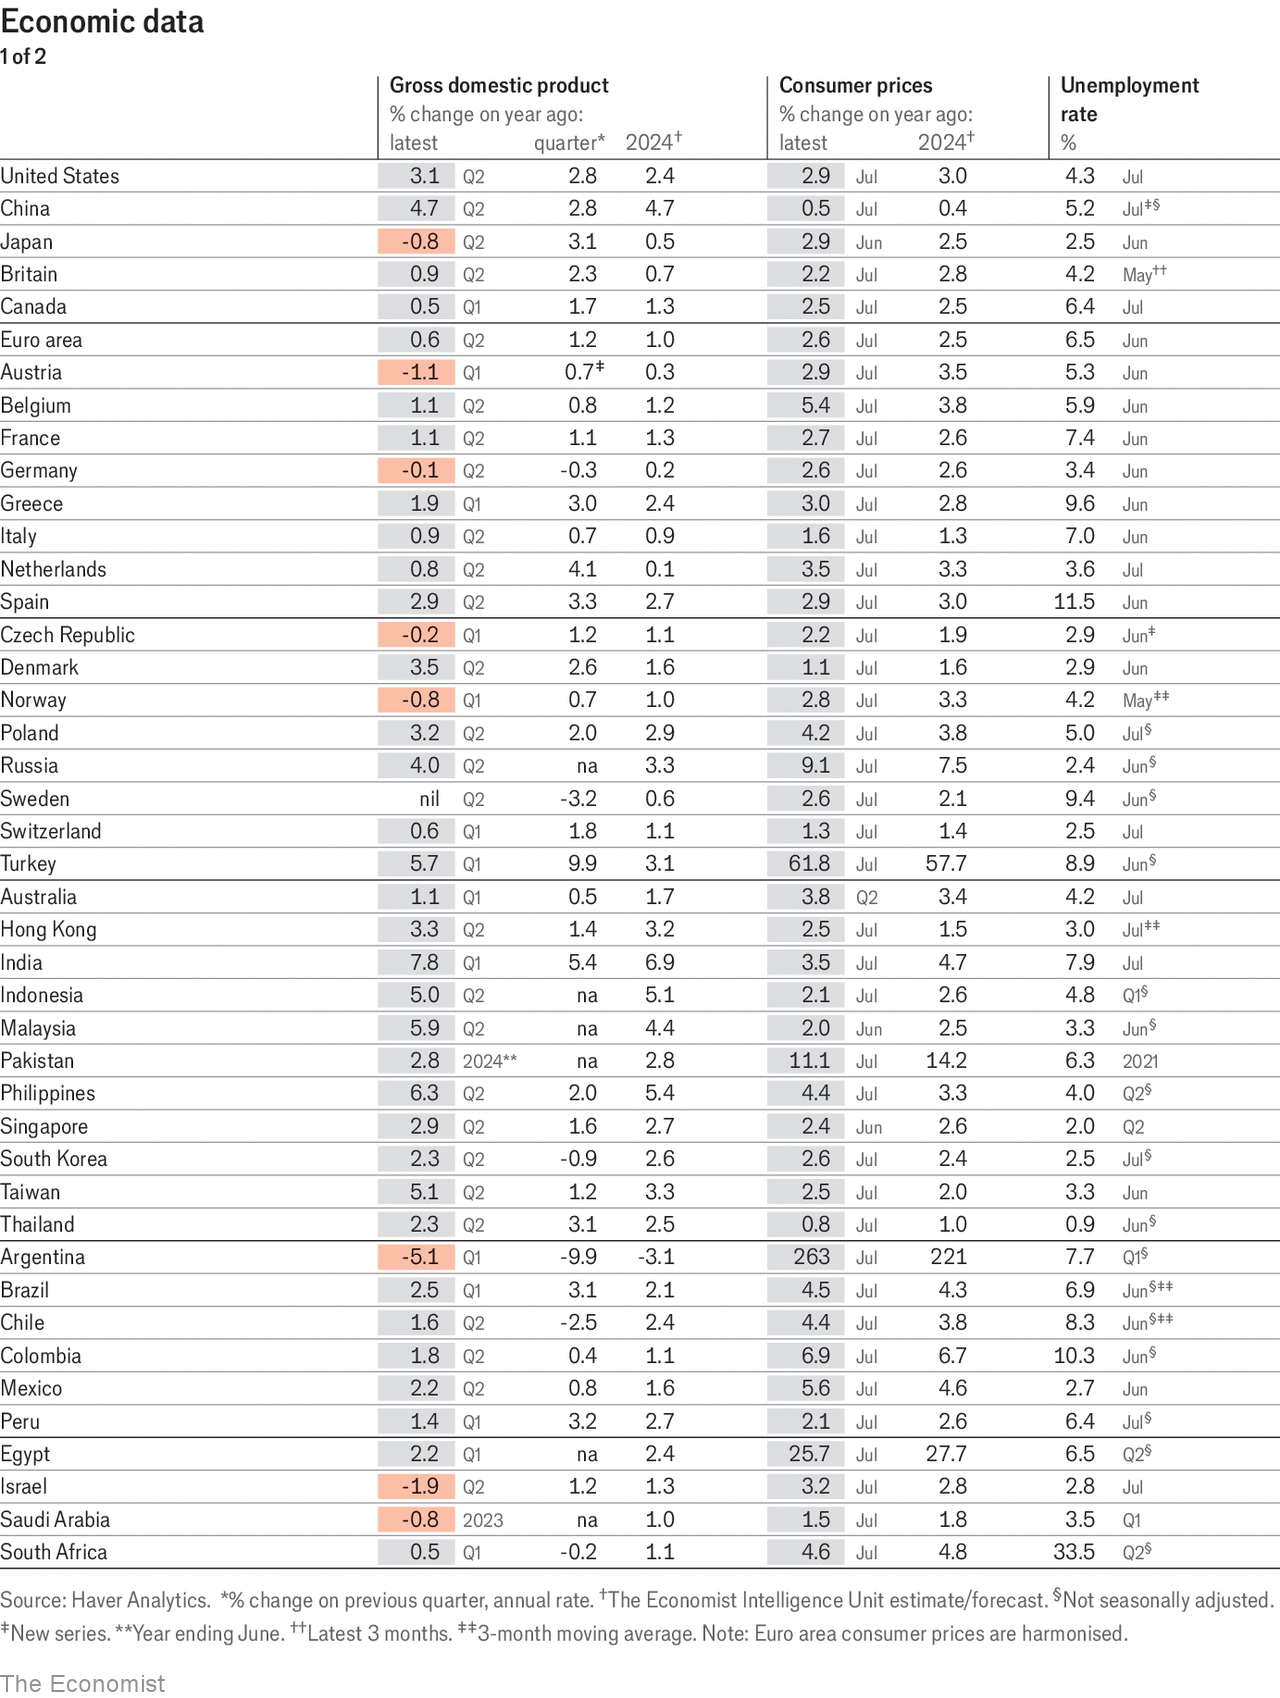 Economic data
1 of 2
Gross domestic product Consumer prices Unemployment
% change on year ago: % change on year ago: rate
latest quarter* 2024† latest 2024† %
United States 3.1 Q2 2.8 2.4 2.9 Jul 3.0 4.3 Jul
China 4.7 Q2 2.8 4.7 0.5 Jul 0.4 5.2 Jul‡§
Japan -0.8 Q2 3.1 0.5 2.9 Jun 2.5 2.5 Jun
Britain 0.9 Q2 2.3 0.7 2.2 Jul 2.8 4.2 May††
Canada 0.5 Q1 1.7 1.3 2.5 Jul 2.5 6.4 Jul
Euro area 0.6 Q2 1.2 1.0 2.6 Jul 2.5 6.5 Jun
Austria -1.1 Q1 0.7‡ 0.3 2.9 Jul 3.5 5.3 Jun
Belgium 1.1 Q2 0.8 1.2 5.4 Jul 3.8 5.9 Jun
France 1.1 Q2 1.1 1.3 2.7 Jul 2.6 7.4 Jun
Germany -0.1 Q2 -0.3 0.2 2.6 Jul 2.6 3.4 Jun
Greece 1.9 Q1 3.0 2.4 3.0 Jul 2.8 9.6 Jun
Italy 0.9 Q2 0.7 0.9 1.6 Jul 1.3 7.0 Jun
Netherlands 0.8 Q2 4.1 0.1 3.5 Jul 3.3 3.6 Jul
Spain 2.9 Q2 3.3 2.7 2.9 Jul 3.0 11.5 Jun
Czech Republic -0.2 Q1 1.2 1.1 2.2 Jul 1.9 2.9 Jun‡
Denmark 3.5 Q2 2.6 1.6 1.1 Jul 1.6 2.9 Jun
Norway -0.8 Q1 0.7 1.0 2.8 Jul 3.3 4.2 May‡‡
Poland 3.2 Q2 2.0 2.9 4.2 Jul 3.8 5.0 Jul§
Russia 4.0 Q2 na 3.3 9.1 Jul 7.5 2.4 Jun§
Sweden nil Q2 -3.2 0.6 2.6 Jul 2.1 9.4 Jun§
Switzerland 0.6 Q1 1.8 1.1 1.3 Jul 1.4 2.5 Jul
Turkey 5.7 Q1 9.9 3.1 61.8 Jul 57.7 8.9 Jun§
Australia 1.1 Q1 0.5 1.7 3.8 Q2 3.4 4.2 Jul
Hong Kong 3.3 Q2 1.4 3.2 2.5 Jul 1.5 3.0 Jul‡‡
India 7.8 Q1 5.4 6.9 3.5 Jul 4.7 7.9 Jul
Indonesia 5.0 Q2 na 5.1 2.1 Jul 2.6 4.8 Q1§
Malaysia 5.9 Q2 na 4.4 2.0 Jun 2.5 3.3 Jun§
Pakistan 2.8 2024** na 2.8 11.1 Jul 14.2 6.3 2021
Philippines 6.3 Q2 2.0 5.4 4.4 Jul 3.3 4.0 Q2§
Singapore 2.9 Q2 1.6 2.7 2.4 Jun 2.6 2.0 Q2
South Korea 2.3 Q2 -0.9 2.6 2.6 Jul 2.4 2.5 Jul§
Taiwan 5.1 Q2 1.2 3.3 2.5 Jul 2.0 3.3 Jun
Thailand 2.3 Q2 3.1 2.5 0.8 Jul 1.0 0.9 Jun§
Argentina -5.1 Q1 -9.9 -3.1 263 Jul 221 7.7 Q1§
Brazil 2.5 Q1 3.1 2.1 4.5 Jul 4.3 6.9 Jun§‡‡
Chile 1.6 Q2 -2.5 2.4 4.4 Jul 3.8 8.3 Jun§‡‡
Colombia 1.8 Q2 0.4 1.1 6.9 Jul 6.7 10.3 Jun§
Mexico 2.2 Q2 0.8 1.6 5.6 Jul 4.6 2.7 Jun
Peru 1.4 Q1 3.2 2.7 2.1 Jul 2.6 6.4 Jul§
Egypt 2.2 Q1 na 2.4 25.7 Jul 27.7 6.5 Q2§
Israel -1.9 Q2 1.2 1.3 3.2 Jul 2.8 2.8 Jul
Saudi Arabia -0.8 2023 na 1.0 1.5 Jul 1.8 3.5 Q1
South Africa 0.5 Q1 -0.2 1.1 4.6 Jul 4.8 33.5 Q2§
Source: Haver Analytics. *% change on previous quarter, annual rate. †The Economist Intelligence Unit estimate/forecast. §Not seasonally adjusted.
‡New series. **Year ending June. ††Latest 3 months. ‡‡3-month moving average. Note: Euro area consumer prices are harmonised.
The Economist